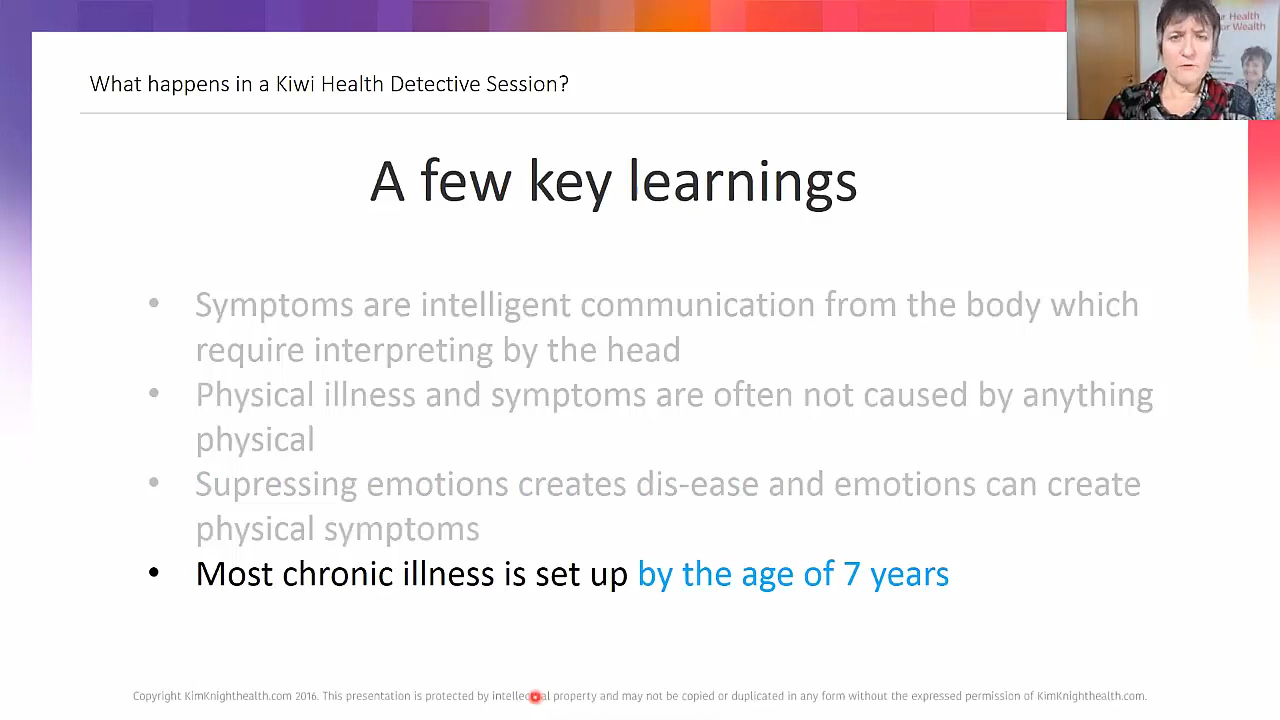 What happens in a Kiwi Health Detective Session?
ur Health
ur Wealth
A few key learnings
• Symptoms are intelligent communication from the body which
require interpreting by the head
• Physical illness and symptoms are often not caused by anything
physical
• Supressing emotions creates dis-ease and emotions can create
physical symptoms
• Most chronic illness is set up by the age of 7 years
Copyright KimKnighthealth.com 2016. This presentation is protected by intellectual property and may not be copied or duplicated in any form without the expressed permission of KimKnighthealth.com.